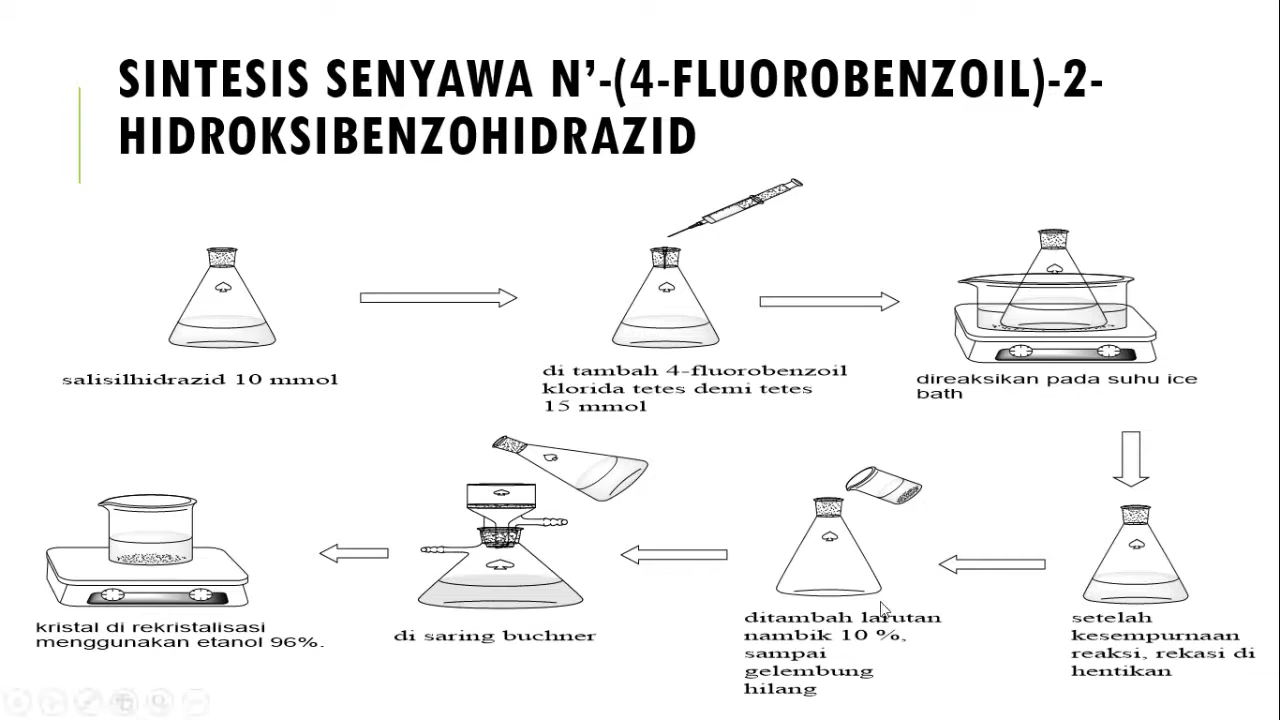 SINTESIS SENYAWA N’-(4-FLUOROBENZOIL)-2-
HIDROKSIBENZOHIDRAZID
salisilhidrazid 10 mmol
di tambah 4-fluorobenzoil
klorida tetes demi tetes
15 mmol
direaksikan pada suhu ice
bath
setelah
kesempurnaan
reaksi, rekasi di
hentikan
ditambah larutan
nambik 10 %,
sampai
gelembung
hilang
di saring buchner
kristal di rekristalisasi
menggunakan etanol 96%.